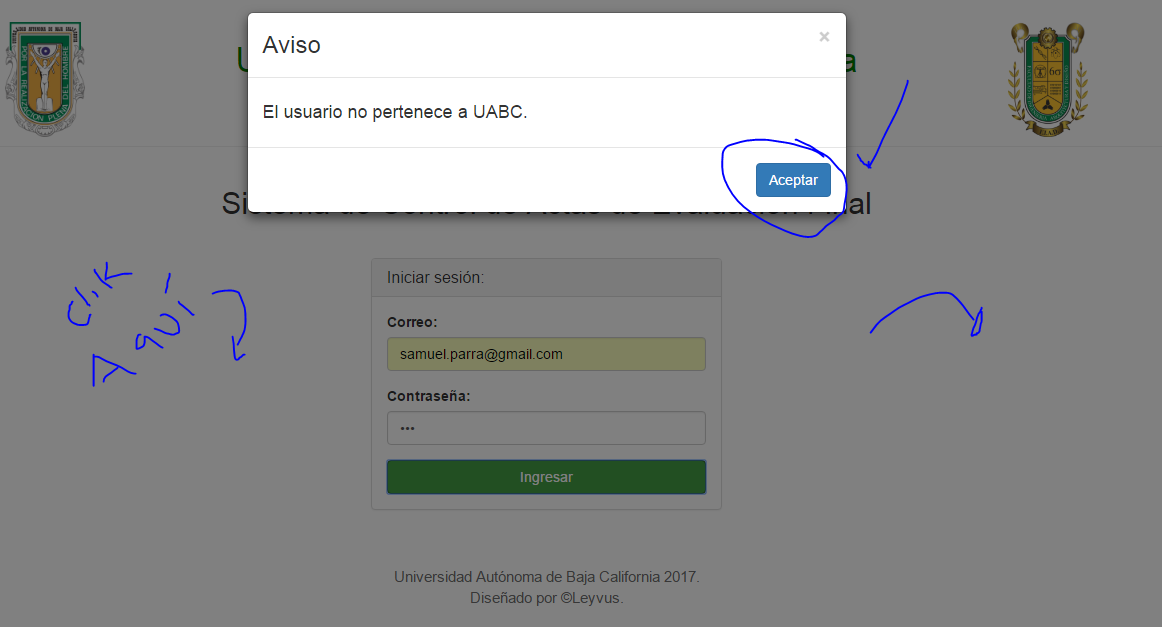 Aviso
×
El usuario no pertenece a UABC.
Aceptar
POR LA REALIZACION PLENA DEL HOMBRE
Sistema de Control de Actas de Evaluación Final
Iniciar sesión:
Correo:
samuel.parra@gmail.com
Contraseña:
•••
Ingresar
Universidad Autónoma de Baja California 2017.
Diseñado por ©Leyvus.